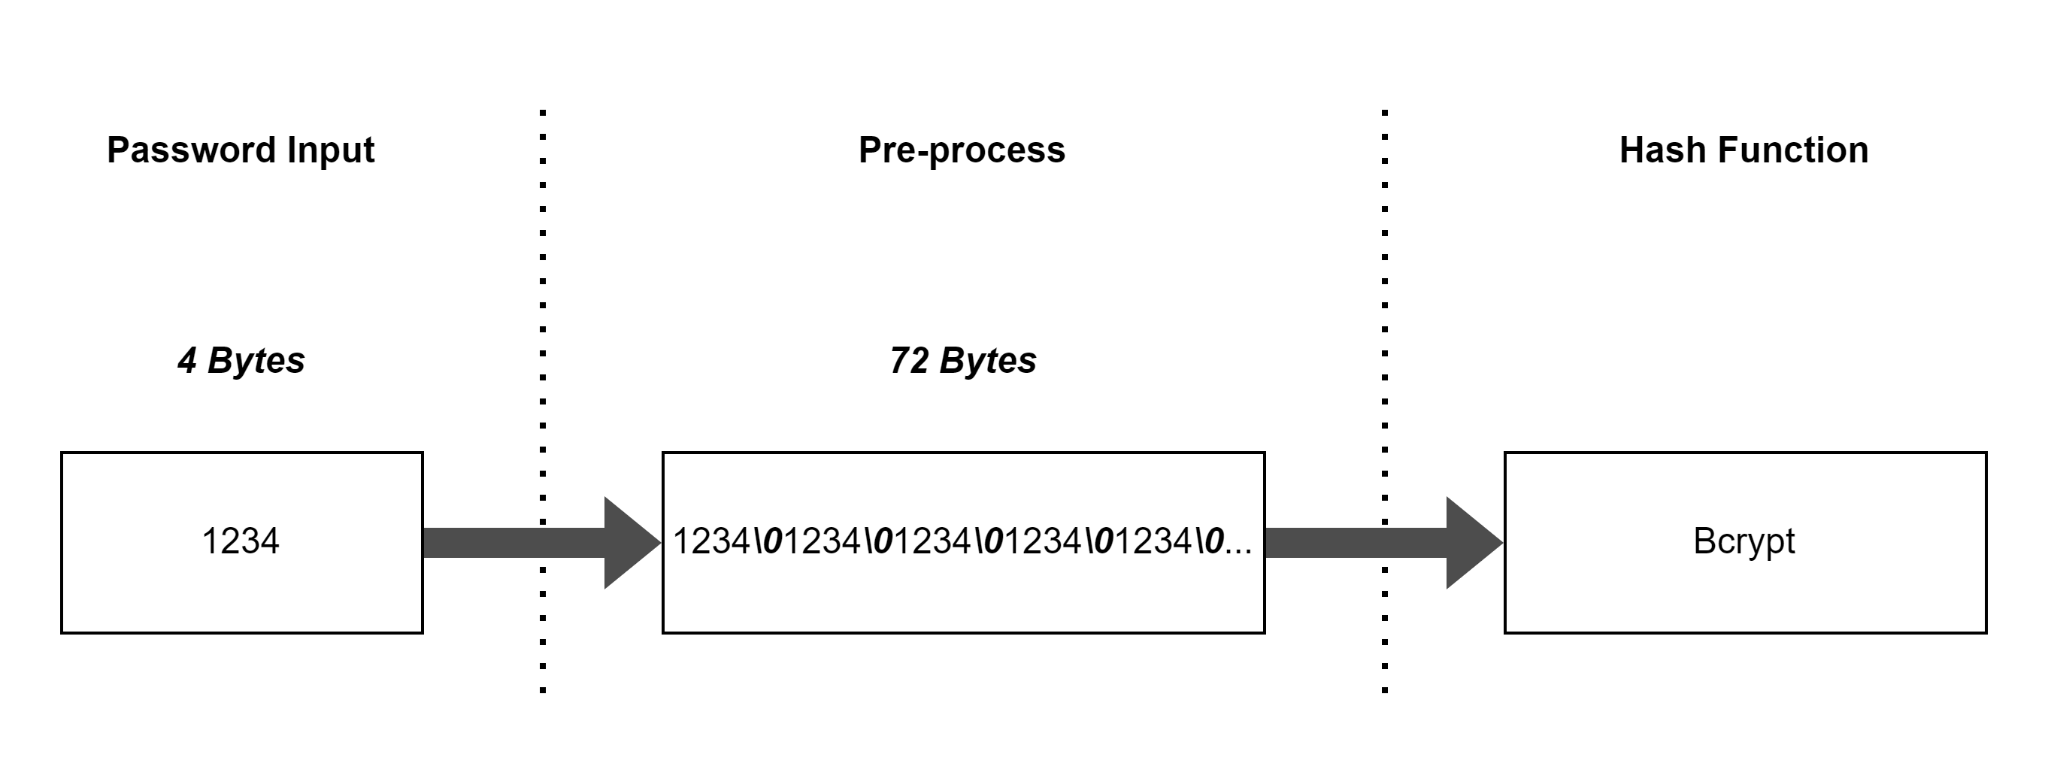 Password Input
Pre-process
Hash Function
4 Bytes
72 Bytes
1234
1234\01234\01234\01234\01234\0...
Bcrypt